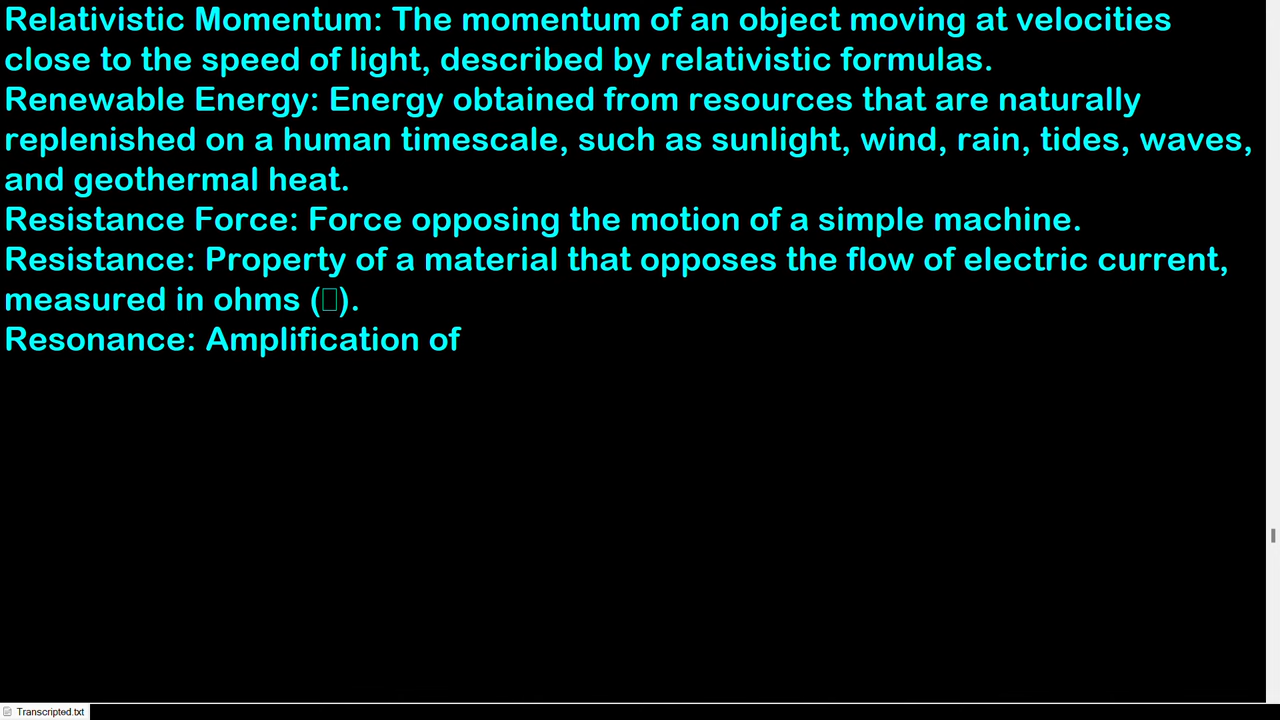 Relativistic Momentum: The momentum of an object moving at velocities
close to the speed of light, described by relativistic formulas.
Renewable Energy: Energy obtained from resources that are naturally
replenished on a human timescale, such as sunlight, wind, rain, tides, waves,
and geothermal heat.
Resistance Force: Force opposing the motion of a simple machine.
Resistance: Property of a material that opposes the flow of electric current,
measured in ohms (□).
Resonance: Amplification of
Transcripted.txt